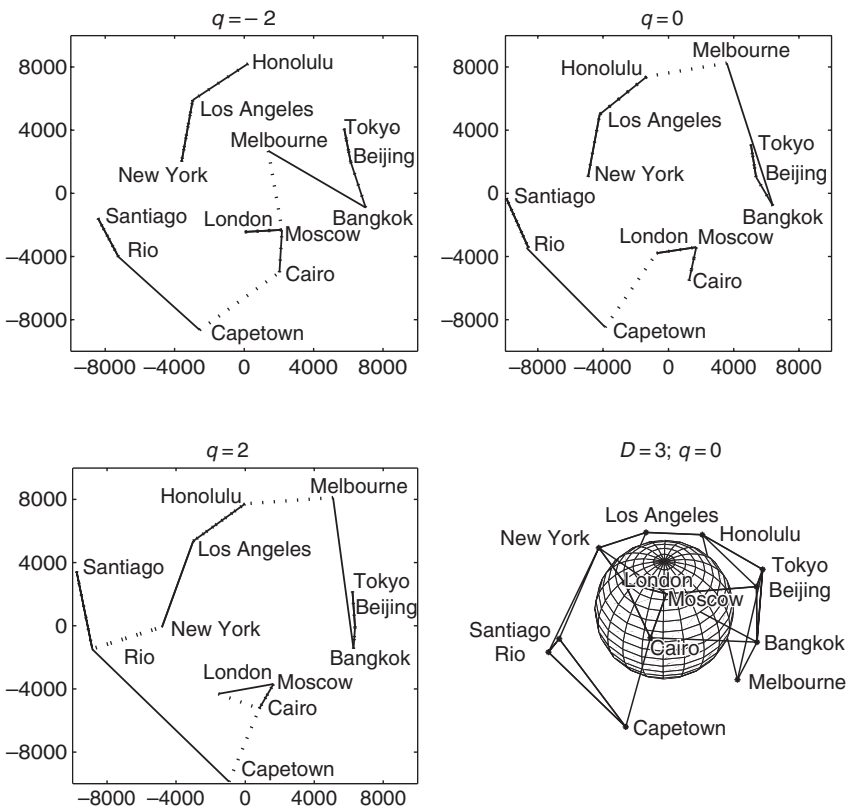 q = – 2
8000
4000
0
–4000
–8000
Honolulu
Los Angeles
Tokyo
Melbourne
Beijing
New York
Bangkok
Santiago
London
Moscow
Rio
Cairo
Capetown
–8000 –4000 0 4000 8000
q = 0
8000
4000
0
–4000
–8000
Melbourne
Honolulu
Los Angeles
Tokyo
Beijing
New York
Santiago
Bangkok
London
Moscow
Rio
Cairo
Capetown
–8000 –4000 0 4000 8000
q = 2
8000
4000
0
–4000
–8000
Honolulu
Melbourne
Los Angeles
Santiago
Tokyo
Beijing
New York
Rio
Bangkok
London
Moscow
Cairo
Capetown
–8000 –4000 0 4000 8000
D = 3; q = 0
Los Angeles
New York
Honolulu
Tokyo
London
Beijing
Moscow
Santiago
Rio
Cairo
Bangkok
Melbourne
Capetown